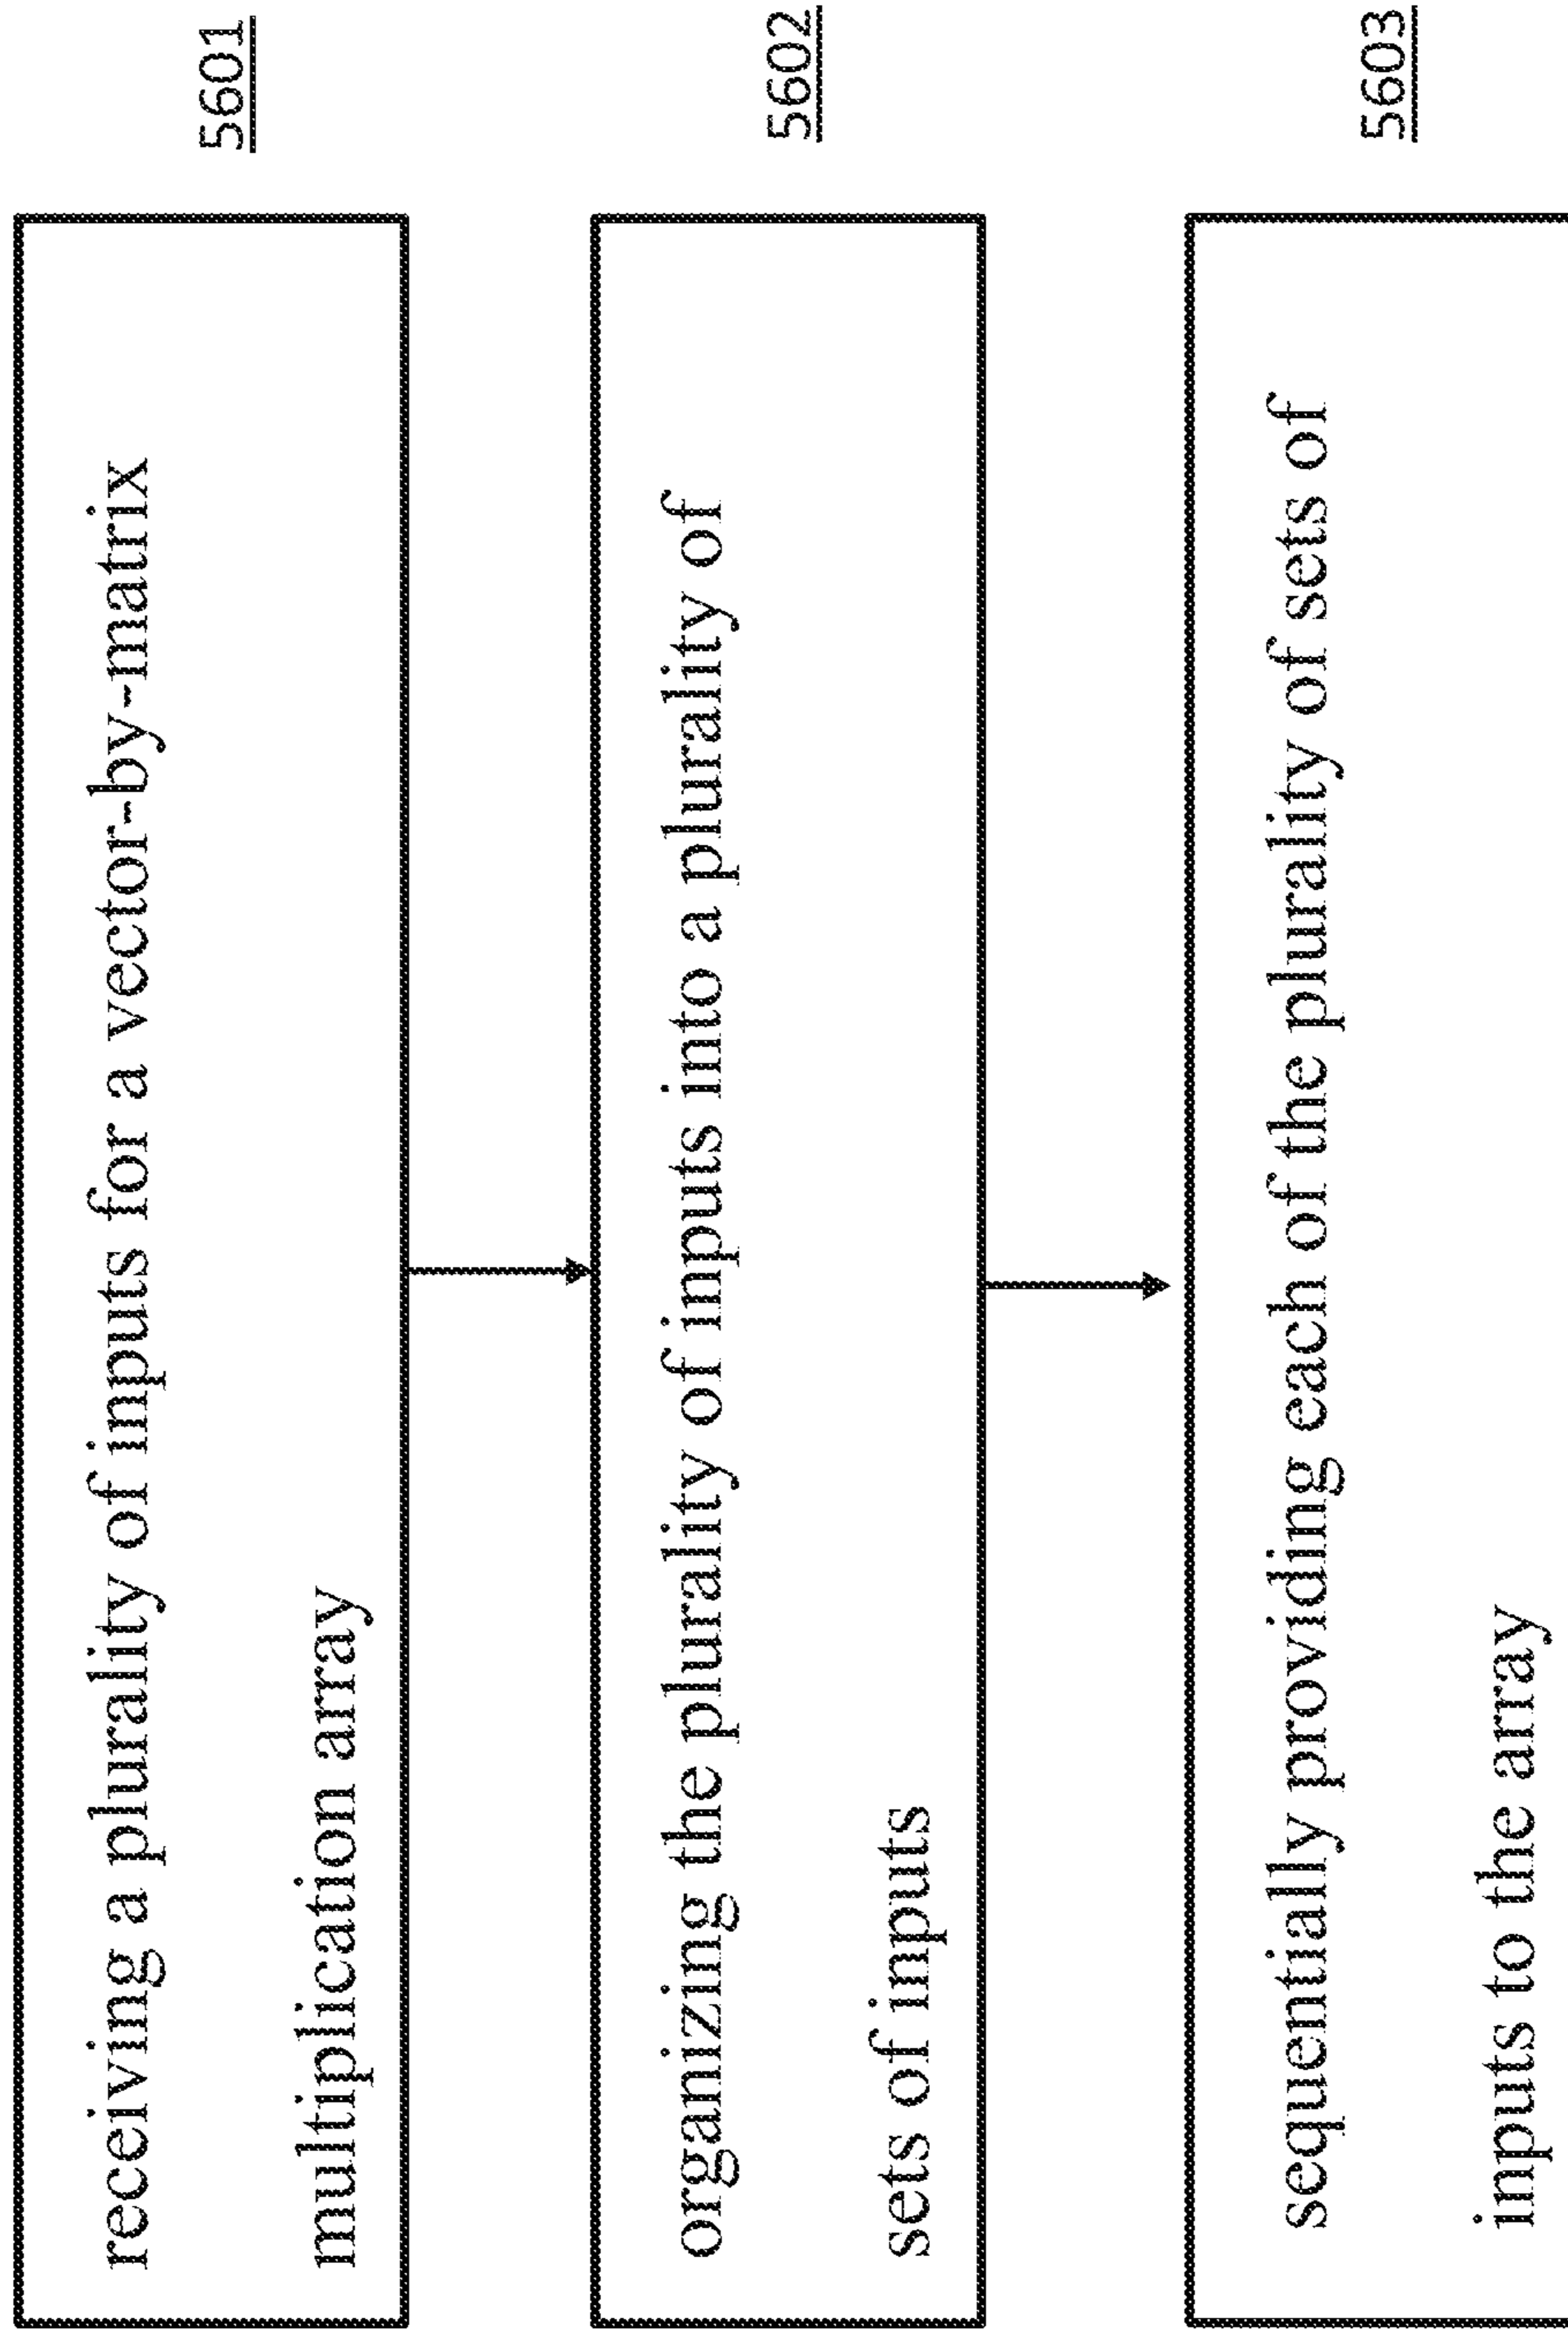 receiving a plurality of inputs for a vector-by-matrix
multiplication array
5601
organizing the plurality of inputs into a plurality of
sets of inputs
5602
sequentially providing each of the plurality of sets of
inputs to the array
5603